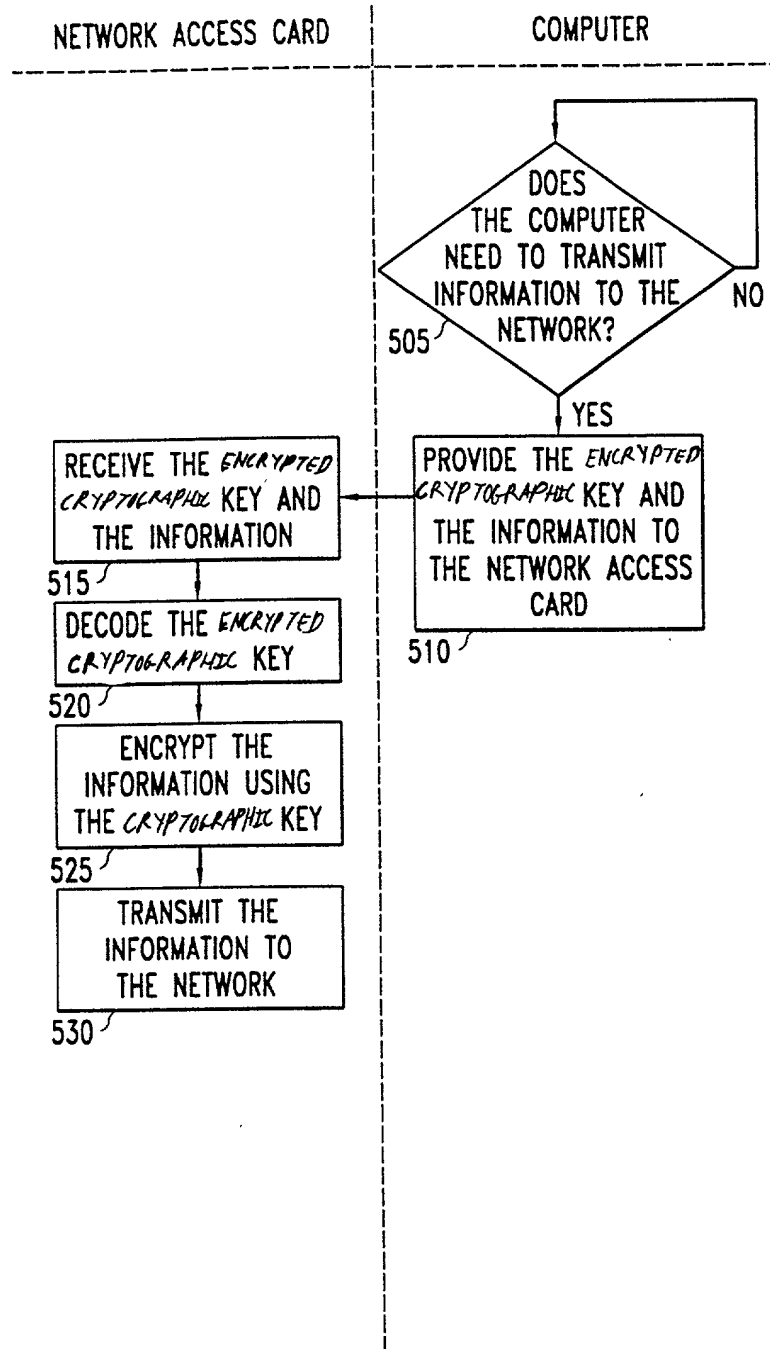 NETWORK ACCESS CARD
COMPUTER
DOES
THE COMPUTER
NEED TO TRANSMIT
INFORMATION TO THE
NETWORK?
NO
505
YES
PROVIDE THE ENCRYPTED
CRYPTOGRAPHIC KEY AND
THE INFORMATION TO
THE NETWORK ACCESS
CARD
510
RECEIVE THE ENCRYPTED
CRYPTOGRAPHIC KEY AND
THE INFORMATION
515
DECODE THE ENCRYPTED
CRYPTOGRAPHIC KEY
520
ENCRYPT THE
INFORMATION USING
THE CRYPTOGRAPHIC KEY
525
TRANSMIT THE
INFORMATION TO
THE NETWORK
530